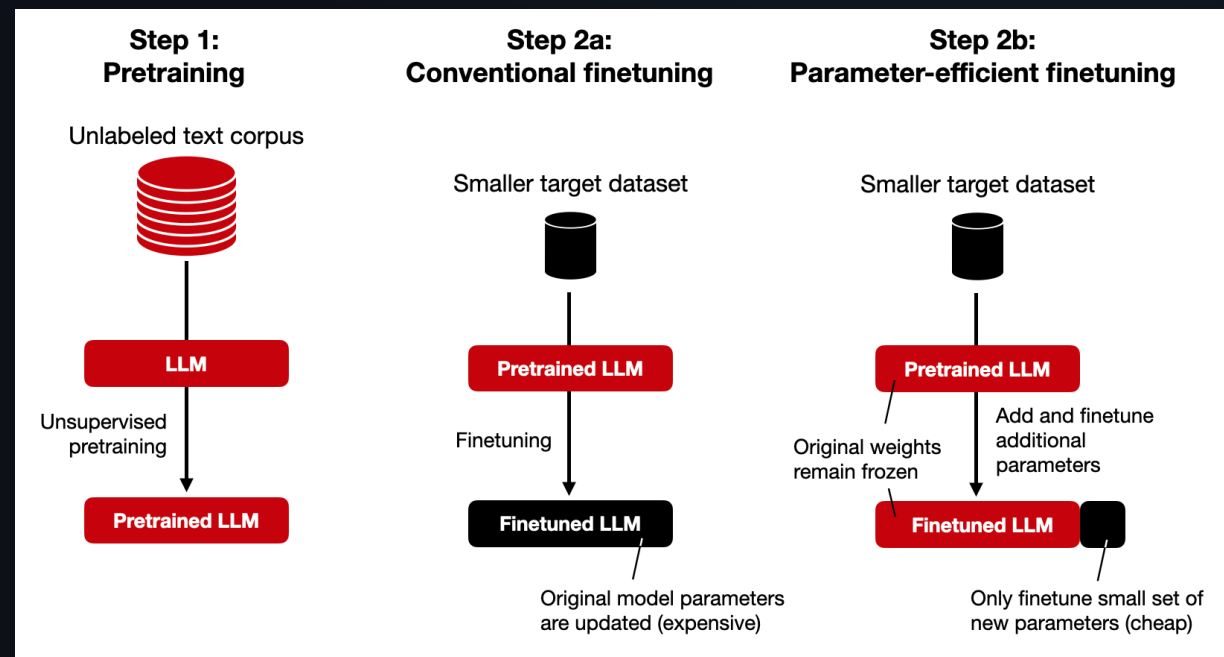 Step 1:
Pretraining
Unlabeled text corpus
LLM
Unsupervised
pretraining
Pretrained LLM
Step 2a:
Conventional finetuning
Smaller target dataset
Pretrained LLM
Finetuning
Finetuned LLM
Original model parameters
are updated (expensive)
Step 2b:
Parameter-efficient finetuning
Smaller target dataset
Pretrained LLM
Original weights
remain frozen
Add and finetune
additional
parameters
Finetuned LLM
Only finetune small set of
new parameters (cheap)